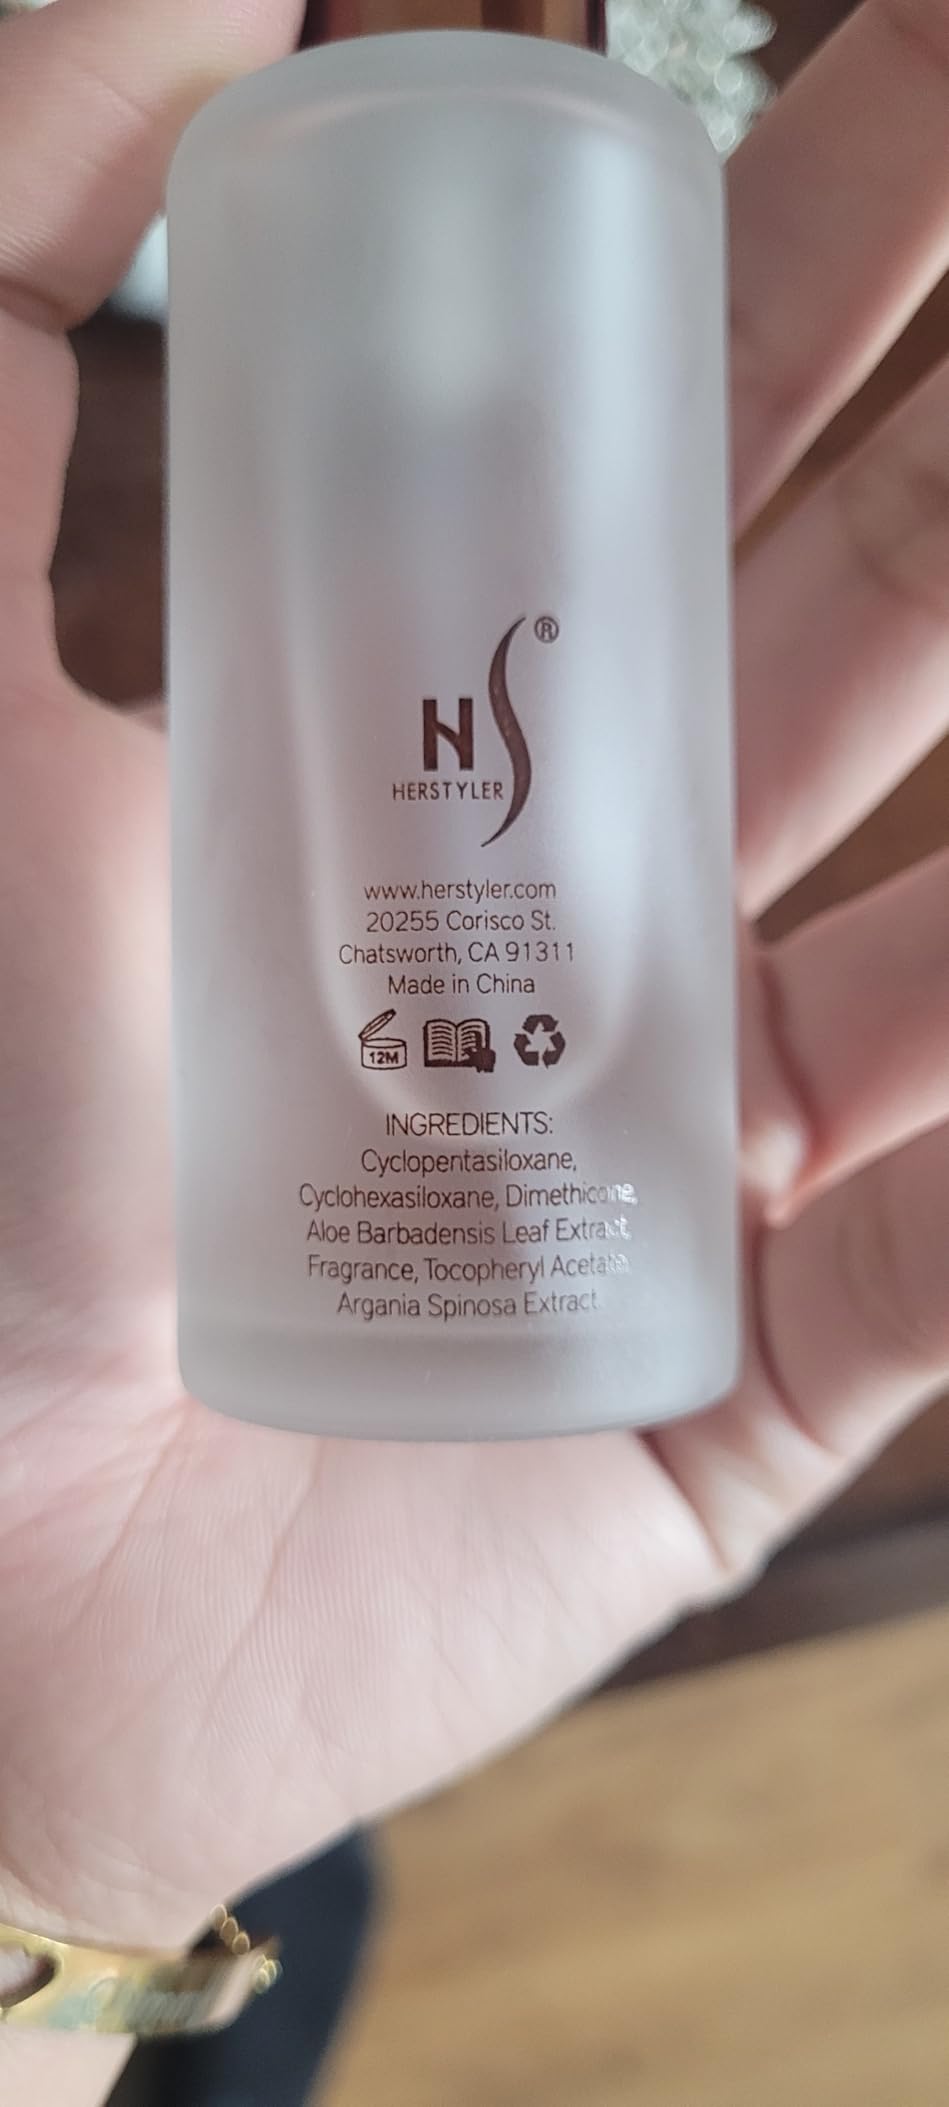 HS®
HERSTYLER
www.herstyler.com
20255 Corisco St.
Chatsworth, CA 91311
Made in China
12M
INGREDIENTS:
Cyclopentasiloxane,
Cyclohexasiloxane, Dimethicone,
Aloe Barbadensis Leaf Extract,
Fragrance, Tocopheryl Acetate,
Argania Spinosa Extract